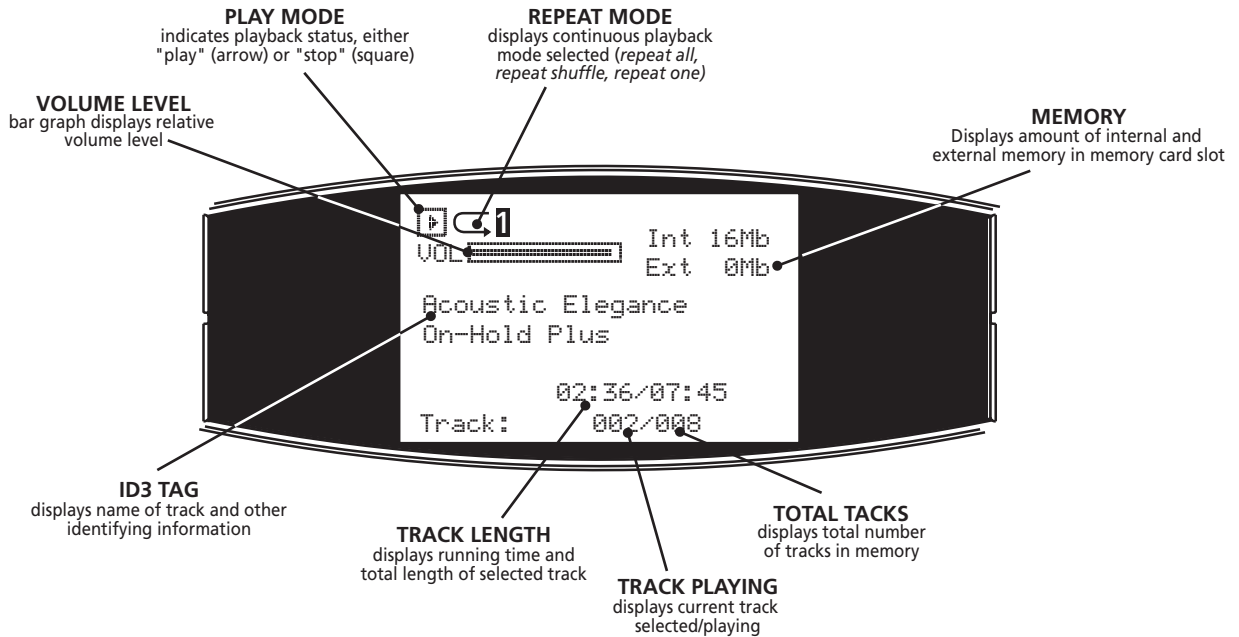 PLAY MODE
indicates playback status, either
"play" (arrow) or "stop" (square)
REPEAT MODE
displays continuous playback
mode selected (repeat all,
repeat shuffle, repeat one)
VOLUME LEVEL
bar graph displays relative
volume level
MEMORY
Displays amount of internal and
external memory in memory card slot
1
VOL
Int 16Mb
Ext 0Mb
Acoustic Elegance
On-Hold Plus
02:36/07:45
Track: 002/008
ID3 TAG
displays name of track and other
identifying information
TRACK LENGTH
displays running time and
total length of selected track
TRACK PLAYING
displays current track
selected/playing
TOTAL TACKS
displays total number
of tracks in memory